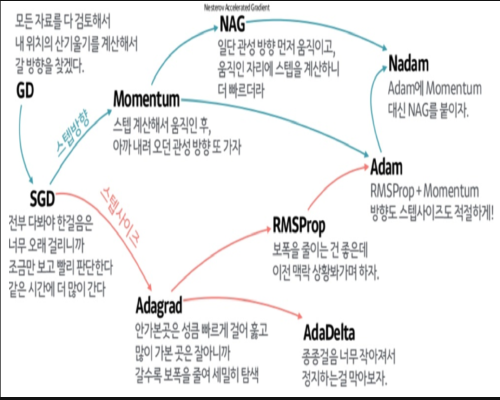 Nesterov Accelerated Gradient
모든 자료를 다 검토해서
내 위치의 산기울기를 계산해서
갈 방향을 찾겠다.
GD
NAG
일단 관성 방향 먼저 움직이고,
움직인 자리에 스텝을 계산하니
더 빠르더라
Nadam
Adam에 Momentum
대신 NAG를 붙이자.
Momentum
스텝 계산해서 움직인 후,
아까 내려 오던 관성 방향 또 가자
스텝방향
Adam
RMSProp + Momentum
방향도 스텝사이즈도 적절하게!
SGD
전부 다봐야 한걸음은
너무 오래 걸리니까
조금만 보고 빨리 판단한다
같은 시간에 더 많이 간다
스텝사이즈
RMSProp
보폭을 줄이는 건 좋은데
이전 맥락 상황봐가며 하자.
Adagrad
안가본곳은 성큼 빠르게 걸어 훑고
많이 가본 곳은 잘아니까
갈수록 보폭을 줄여 세밀히 탐색
AdaDelta
종종걸음 너무 작아져서
정지하는걸 막아보자.